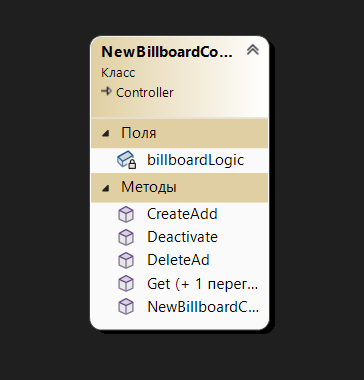 NewBillboardCo...
Класс
Controller
Поля
billboardLogic
Методы
CreateAdd
Deactivate
DeleteAd
Get (+ 1 перег...
NewBillboardC...